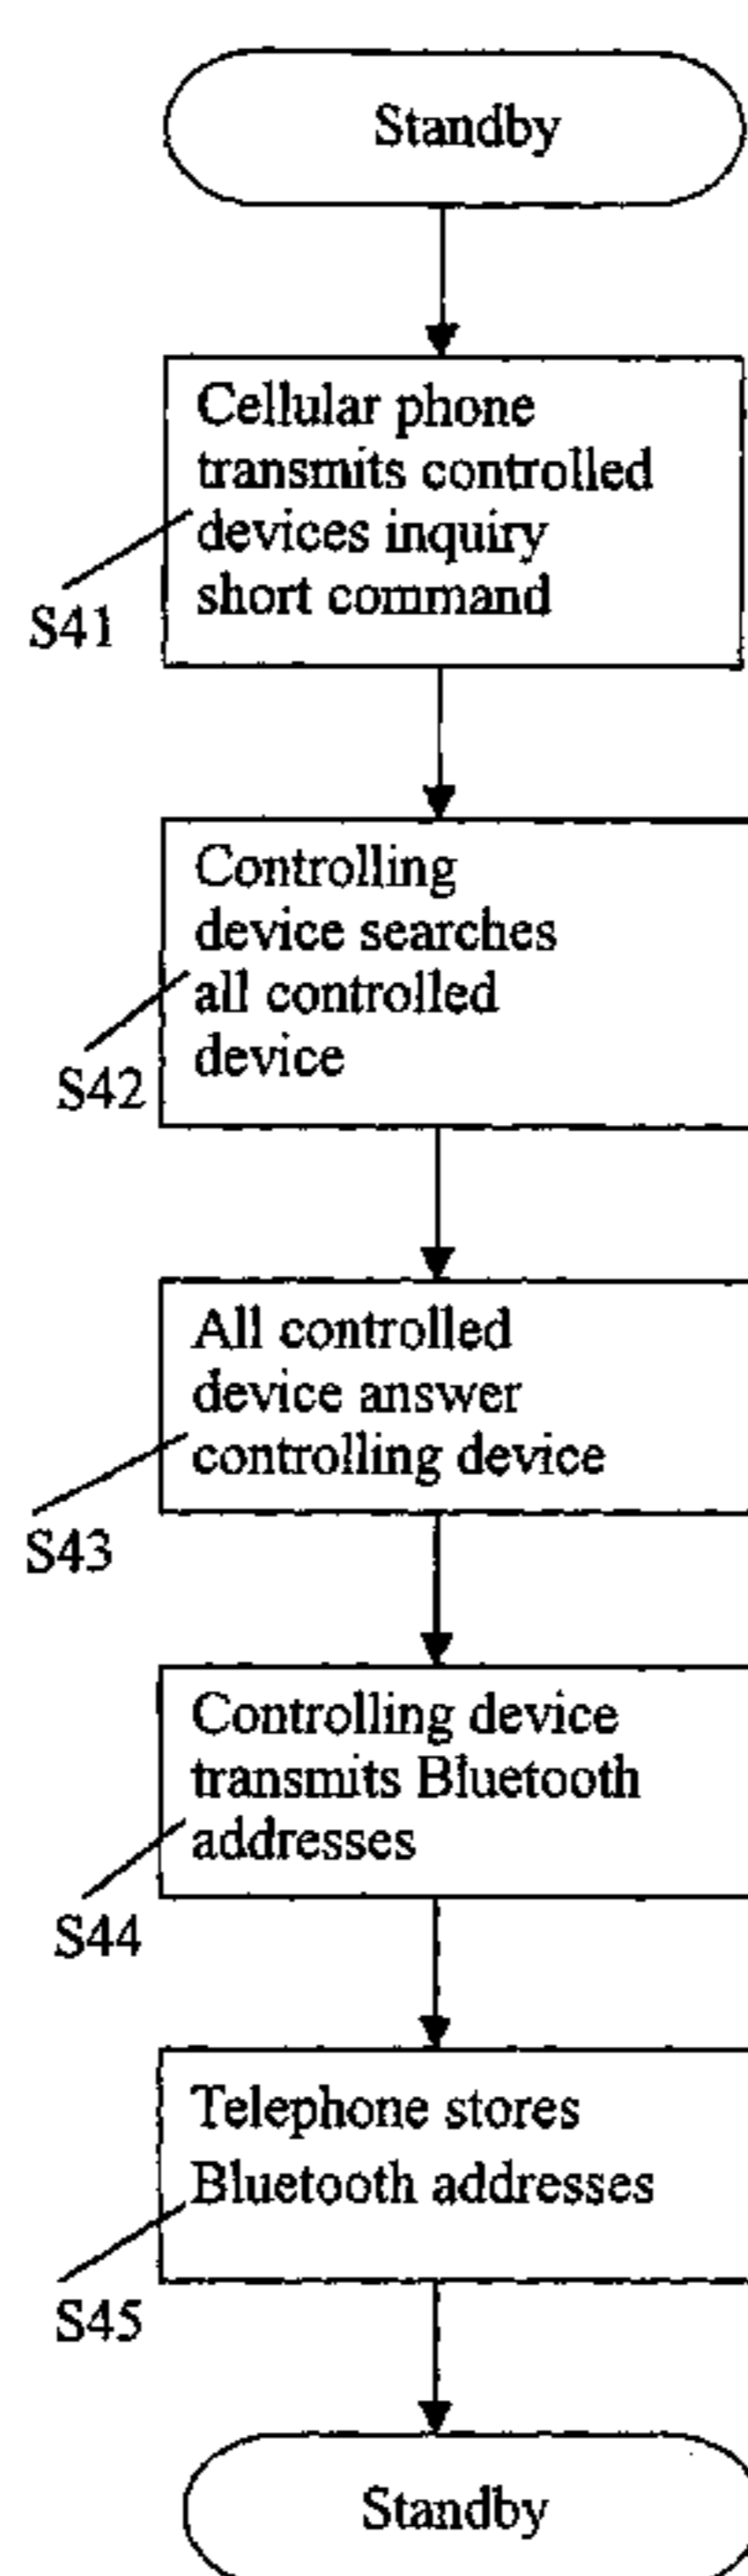 Standby
Cellular phone
transmits controlled
devices inquiry
short command
S41
Controlling
device searches
all controlled
device
S42
All controlled
device answer
controlling device
S43
Controlling device
transmits Bluetooth
addresses
S44
Telephone stores
Bluetooth addresses
S45
Standby